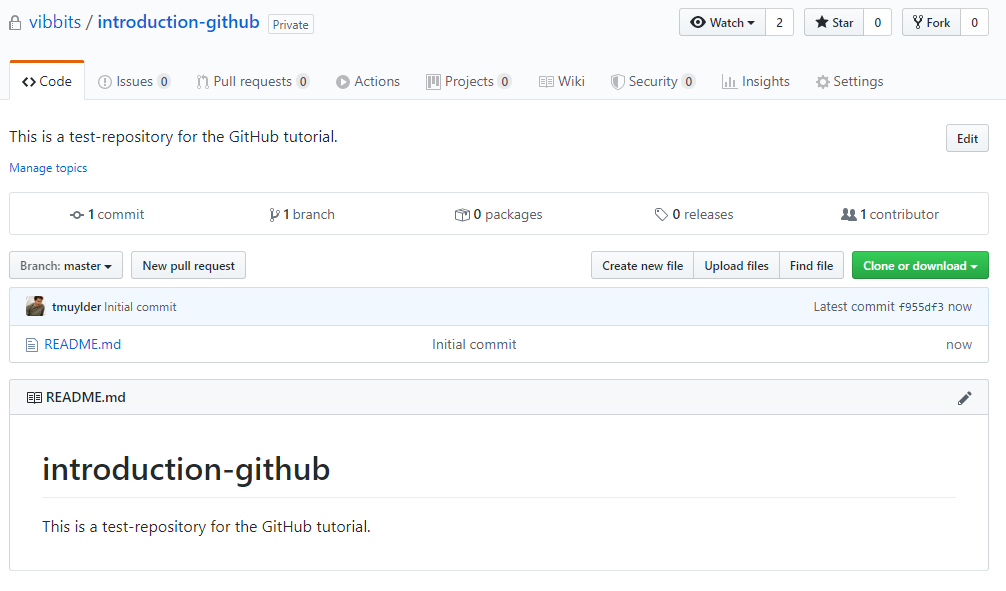 vibbits / introduction-github Private Watch 2 Star 0 Fork 0
Code Issues 0 Pull requests 0 Actions Projects 0 Wiki Security 0 Insights Settings
This is a test-repository for the GitHub tutorial. Edit
Manage topics
1 commit 1 branch 0 packages 0 releases 1 contributor
Branch: master New pull request Create new file Upload files Find file Clone or download
tmuylder Initial commit Latest commit f955df3 now
README.md Initial commit now
README.md
introduction-github
This is a test-repository for the GitHub tutorial.